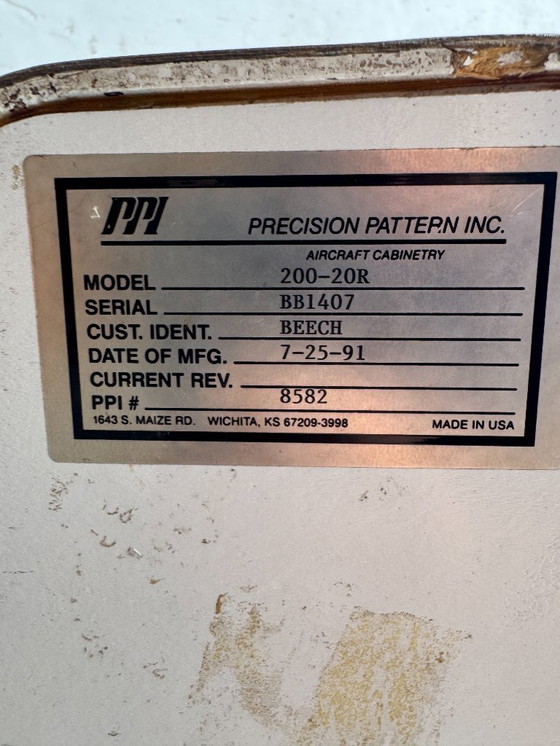 PPI PRECISION PATTERN INC.
AIRCRAFT CABINETRY
MODEL 200-20R
SERIAL BB1407
CUST. IDENT. BEECH
DATE OF MFG. 7-25-91
CURRENT REV.
PPI # 8582
1643 S. MAIZE RD. WICHITA, KS 67209-3998 MADE IN USA